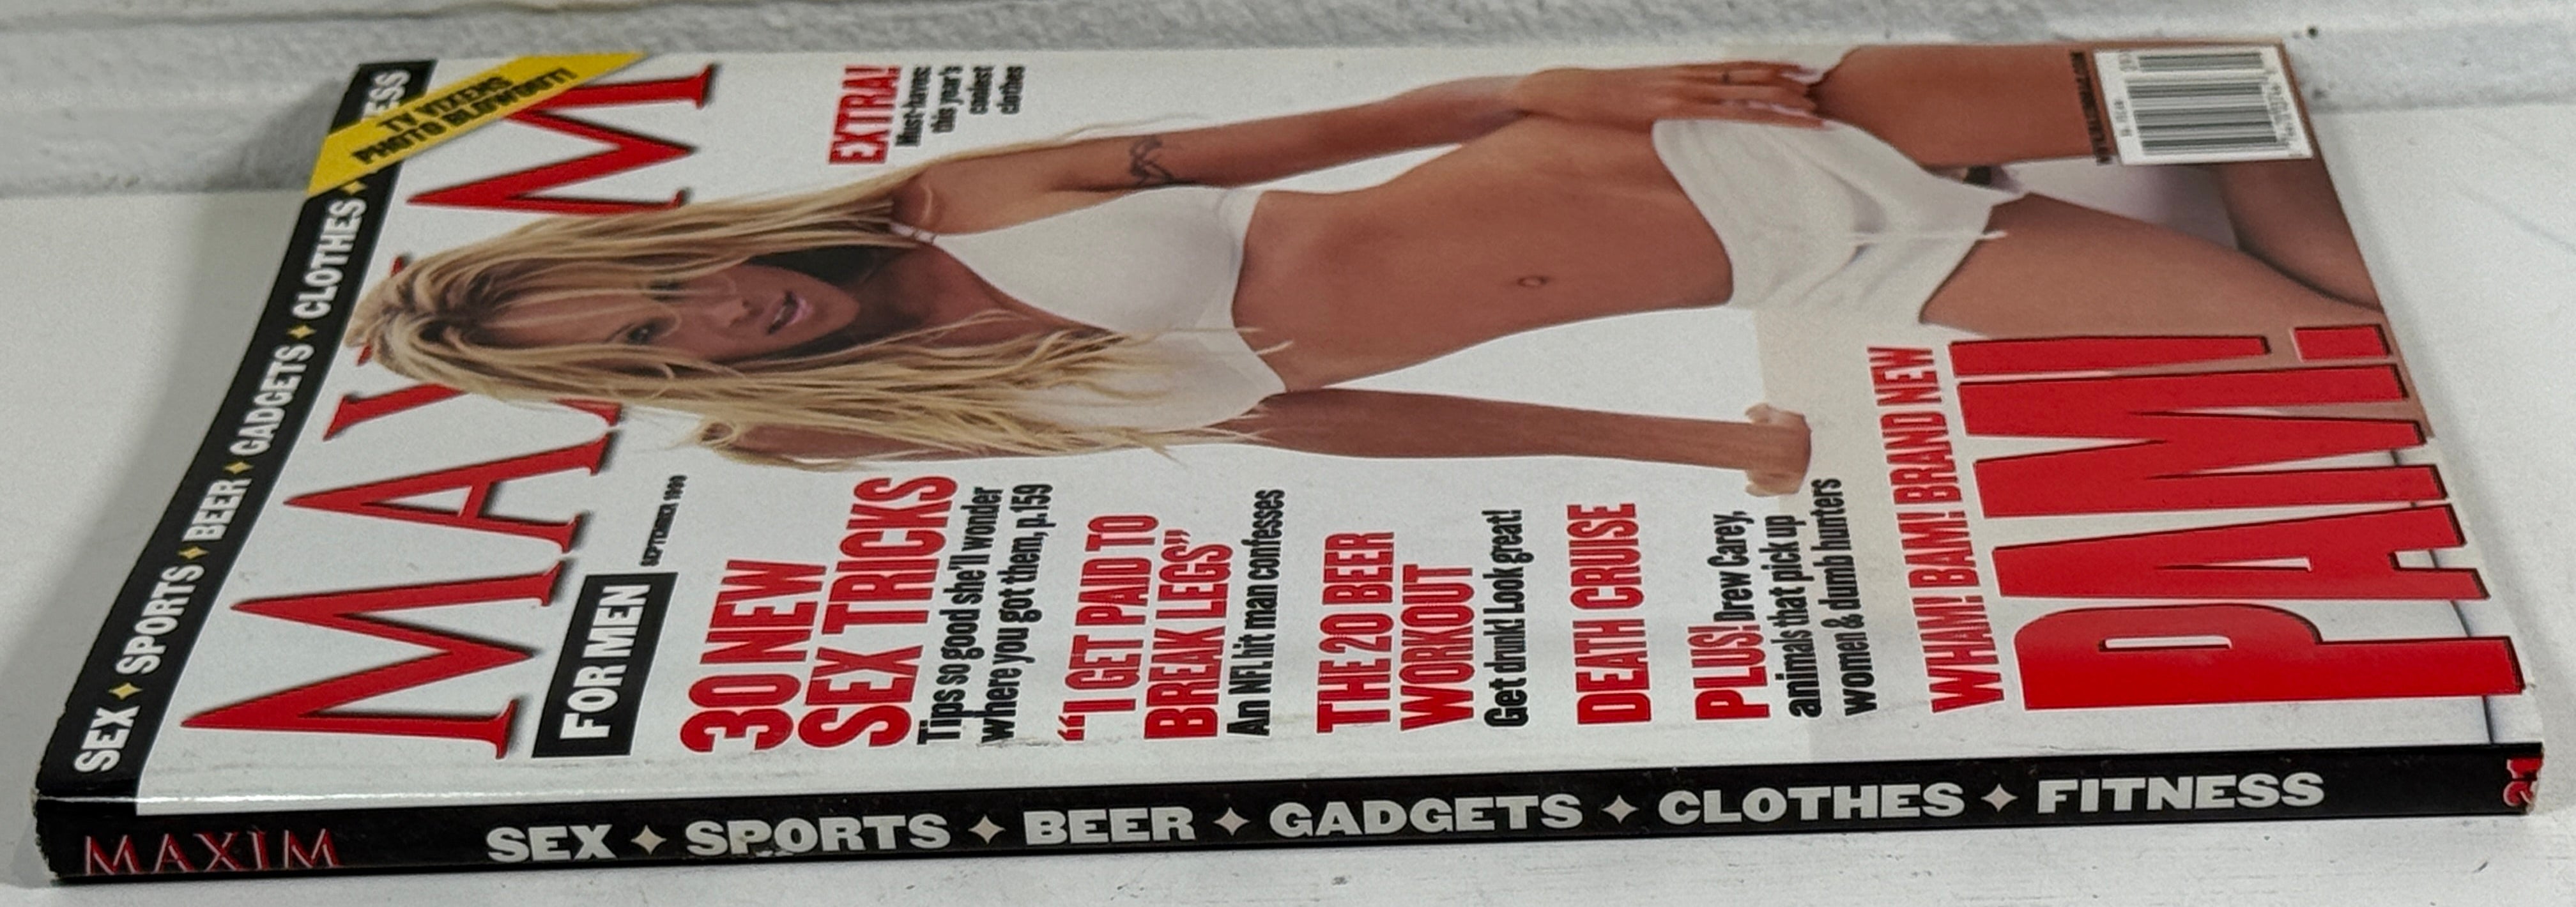 SEX ✦ SPORTS ✦ BEER ✦ GADGETS ✦ CLOTHES ✦ ESS
TV VIXENS
PHOTO BLOWOUT!
MAXIM
FOR MEN
SEPTEMBER 1999
EXTRA!
Must-haves:
this year's
coolest
clothes
30 NEW
SEX TRICKS
Tips so good she'll wonder
where you got them, p.159
"I GET PAID TO
BREAK LEGS"
An NFL hit man confesses
THE 20 BEER
WORKOUT
Get drunk! Look great!
DEATH CRUISE
PLUS! Drew Carey,
animals that pick up
women & dumb hunters
WHAM! BAM! BRAND NEW
PAM!
MAXIM SEX ✦ SPORTS ✦ BEER ✦ GADGETS ✦ CLOTHES ✦ FITNESS 21